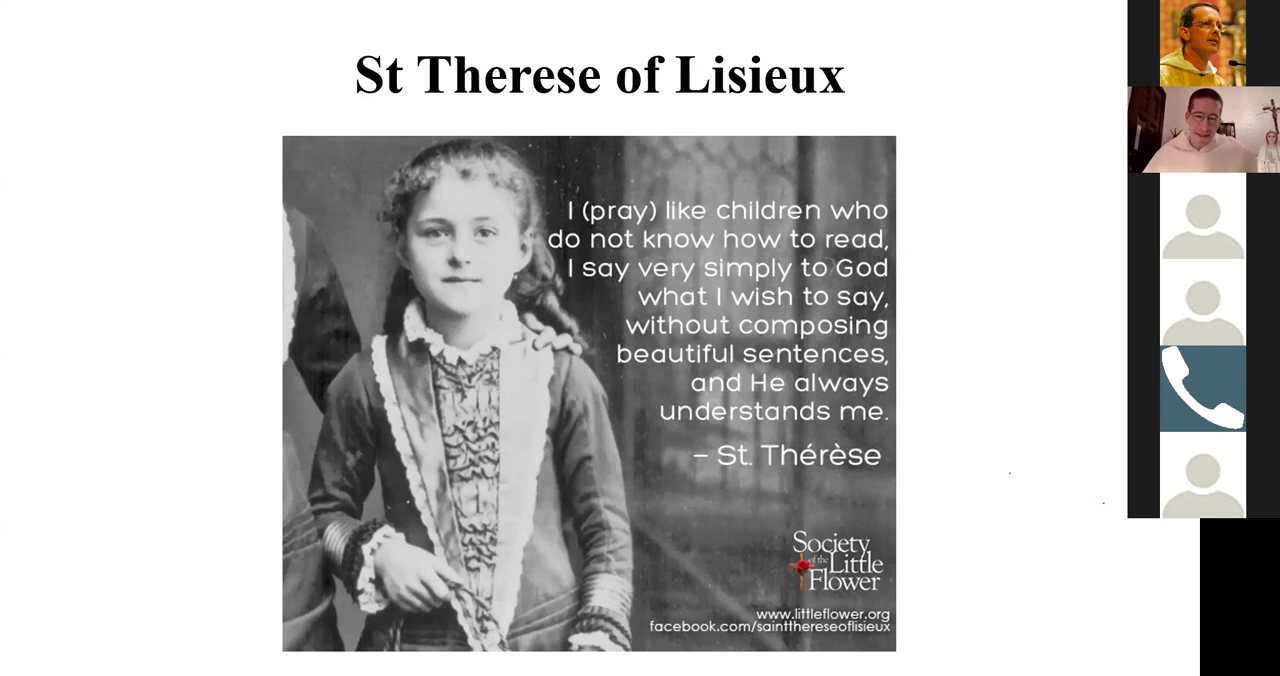 St Therese of Lisieux
I (pray) like children who
do not know how to read,
I say very simply to God
what I wish to say,
without composing
beautiful sentences,
and He always
understands me.
– St. Thérèse
Society
of the Little
Flower
www.littleflower.org
facebook.com/sainttthereseoflisieux